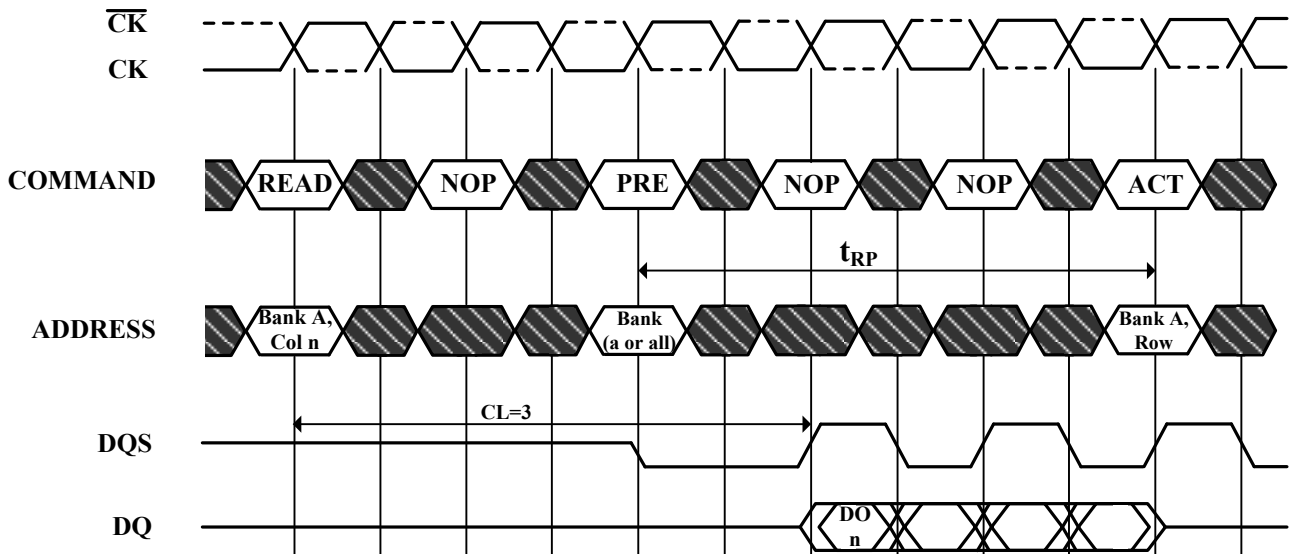 CK
CK
COMMAND READ NOP PRE NOP NOP ACT
tRP
ADDRESS Bank A, Col n Bank (a or all) Bank A, Row
CL=3
DQS
DQ DO n